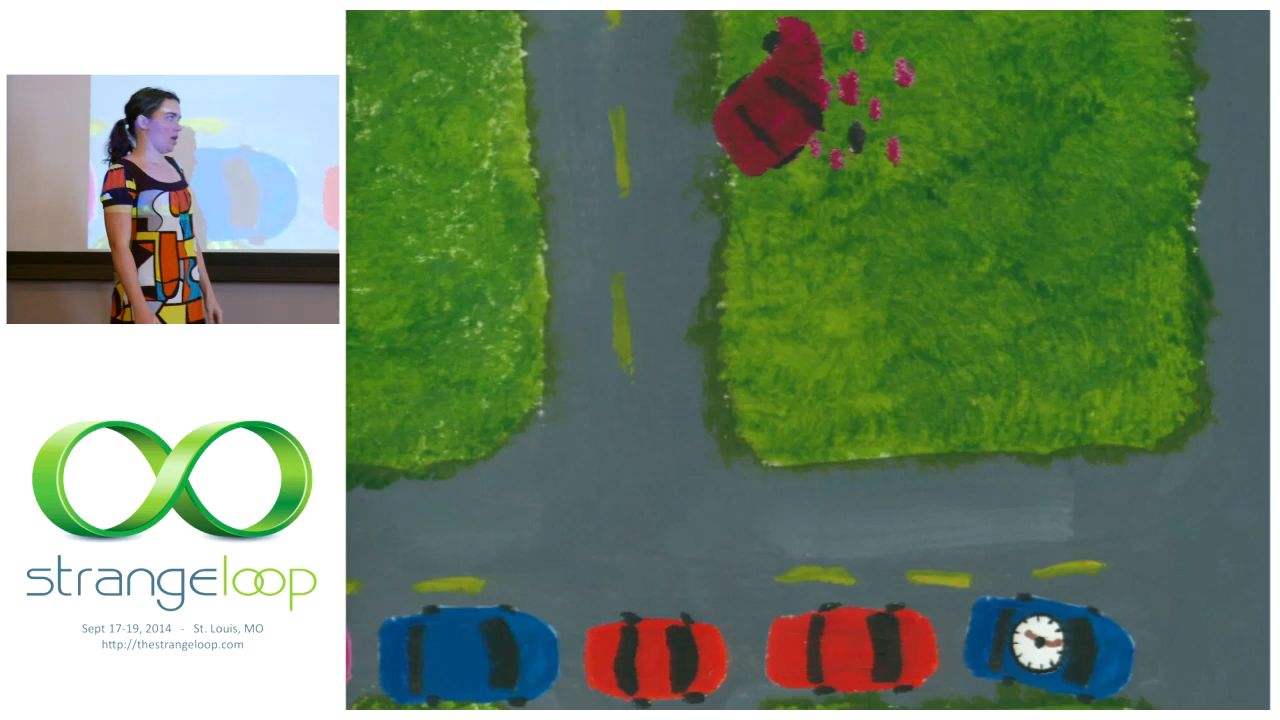 strangeloop
Sept 17-19, 2014 - St. Louis, MO
http://thestrangeloop.com